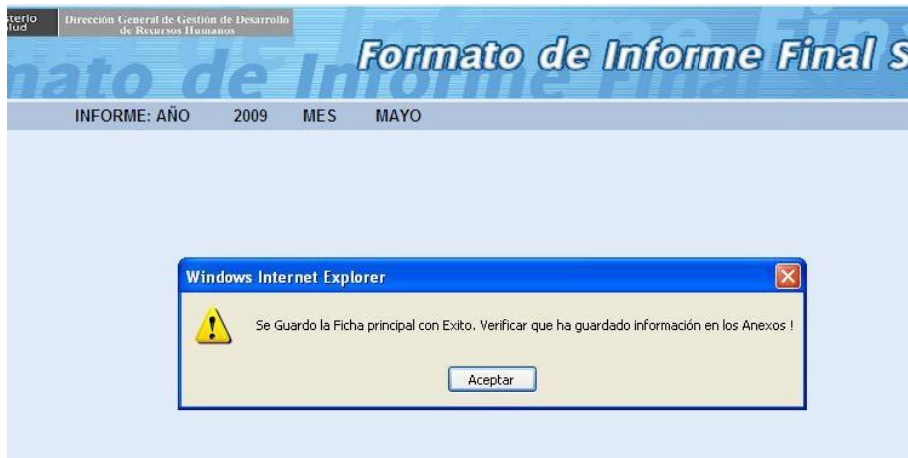 Dirección General de Gestión de Desarrollo
de Recursos Humanos
Formato de Informe Final S
INFORME: AÑO 2009 MES MAYO
Windows Internet Explorer
Se Guardo la Ficha principal con Exito. Verificar que ha guardado información en los Anexos !
Aceptar